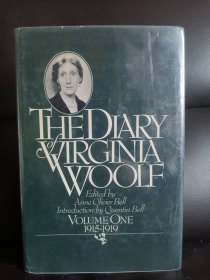 THE DIARY
of VIRGINIA
WOOLF
Edited by
Anne Olivier Bell
Introduction by Quentin Bell
VOLUME ONE
1915-1919